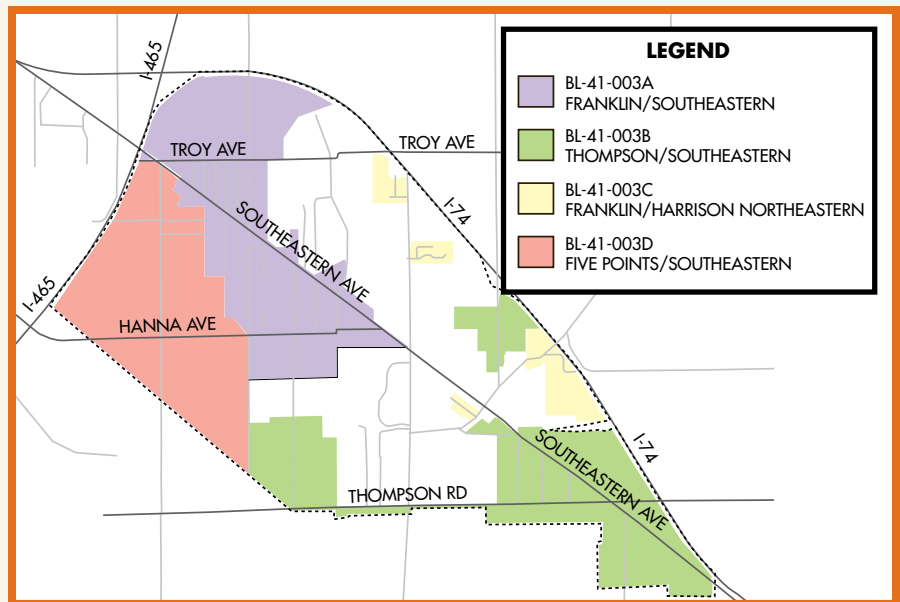 I-465
LEGEND
BL-41-003A
FRANKLIN/SOUTHEASTERN
BL-41-003B
THOMPSON/SOUTHEASTERN
BL-41-003C
FRANKLIN/HARRISON NORTHEASTERN
BL-41-003D
FIVE POINTS/SOUTHEASTERN
TROY AVE
TROY AVE
I-74
SOUTHEASTERN AVE
I-465
HANNA AVE
I-74
SOUTHEASTERN AVE
THOMPSON RD